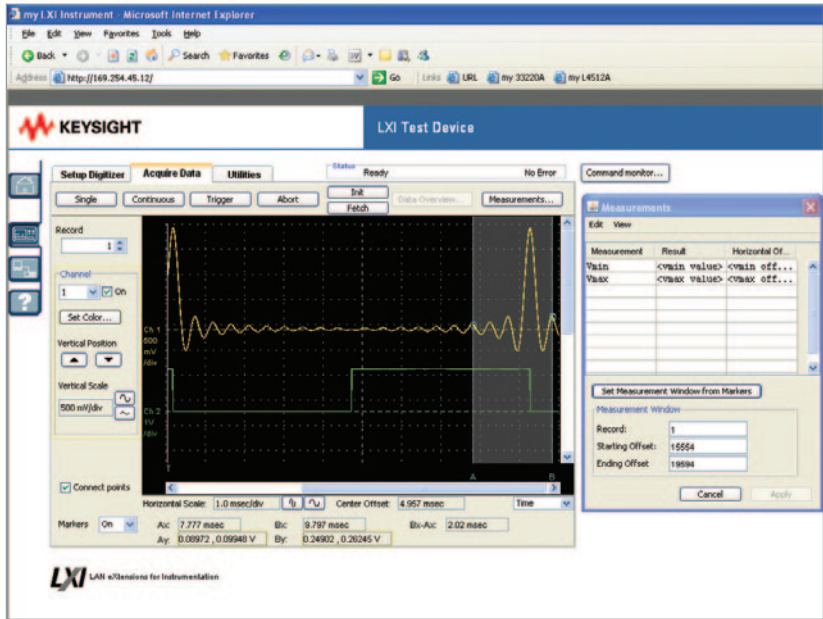 my LXI Instrument - Microsoft Internet Explorer
File Edit View Favorites Tools Help
Back Search Favorites
Address http://169.254.45.12/ Go Links URL my 33220A my L4512A
KEYSIGHT
LXI Test Device
Setup Digitizer Acquire Data Utilities
Status
Ready No Error
Command monitor...
Single Continuous Trigger Abort Init Data Overview... Measurements...
Fetch
Record
1
Channel
1 On
Set Color...
Vertical Position
Vertical Scale
500 mV/div
Connect points
Ch 1
500
mV
/div
Ch 2
1V
/div
T
A B
Horizontal Scale: 1.0 msec/div Center Offset: 4.957 msec Time
Markers On Ax: 7.777 msec Bx: 9.797 msec Bx-Ax: 2.02 msec
Ay: 0.08972 , 0.09948 V By: 0.24902 , 0.26245 V
Measurements
Edit View
Measurement Result Horizontal Of...
Vmin <vmin value> <vmin off...
Vmax <vmax value> <vmax off...
Set Measurement Window from Markers
Measurement Window
Record: 1
Starting Offset: 15554
Ending Offset 19594
Cancel Apply
LXI LAN eXtensions for Instrumentation